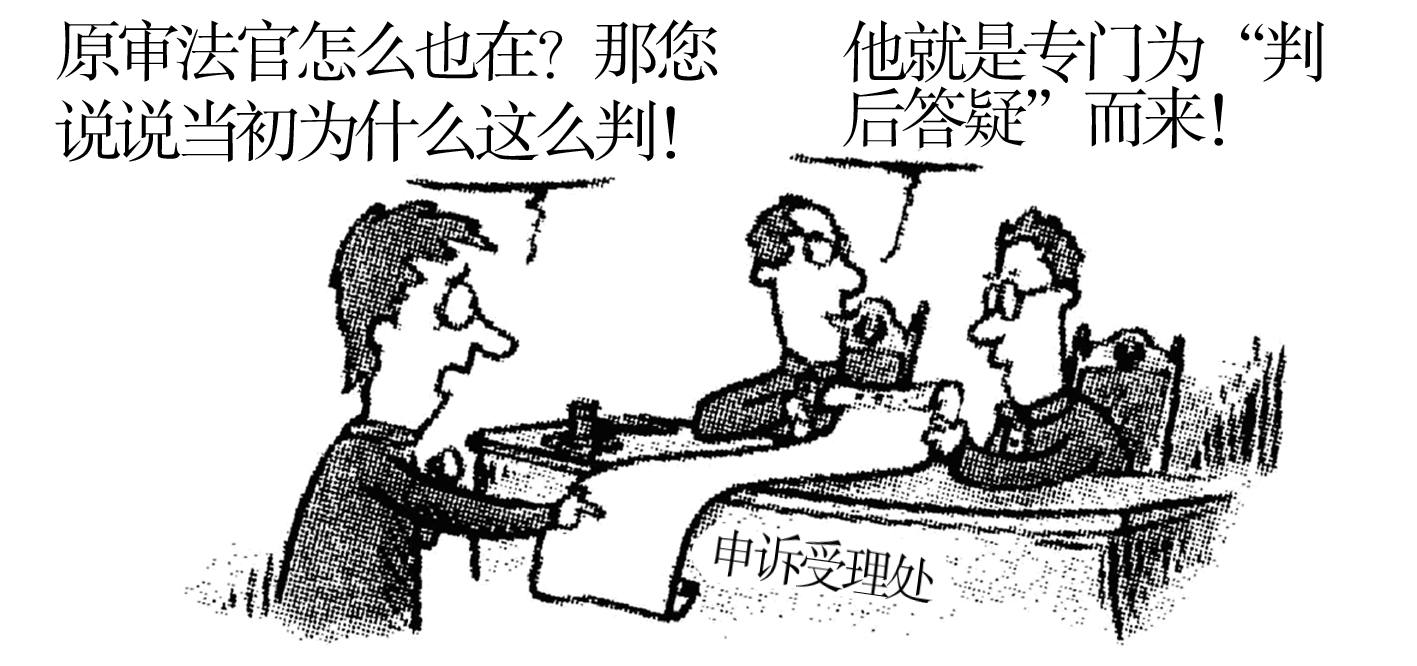 原审法官怎么也在？那您
说说当初为什么这么判！
他就是专门为“判
后答疑”而来！
申诉受理处